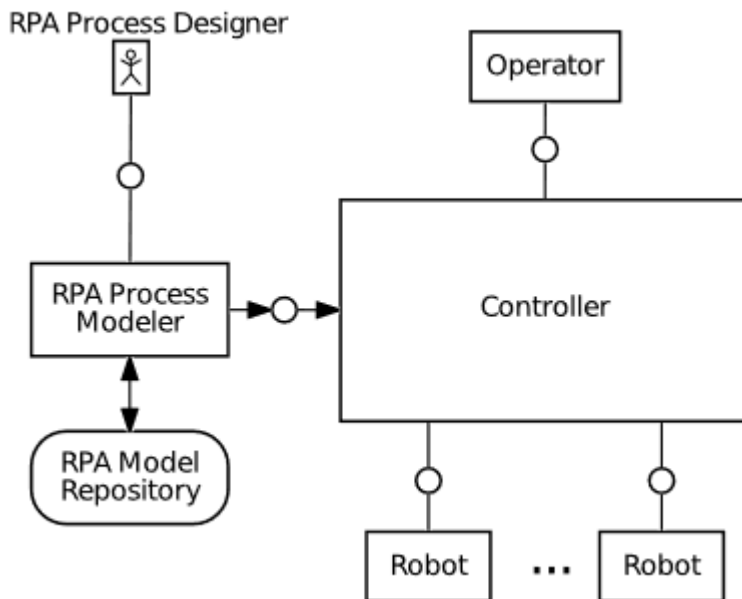 RPA Process Designer
Operator
RPA Process
Modeler
Controller
RPA Model
Repository
Robot
...
Robot